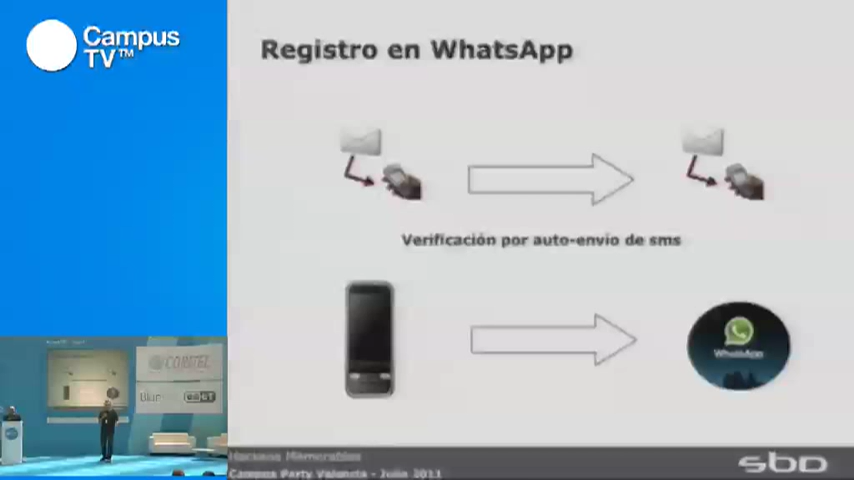 Campus
TV™
Registro en WhatsApp
Verificación por auto-envio de sms
WhatsApp
Hackeos Memorables
Campus Party Valencia - Julio 2011
sbD